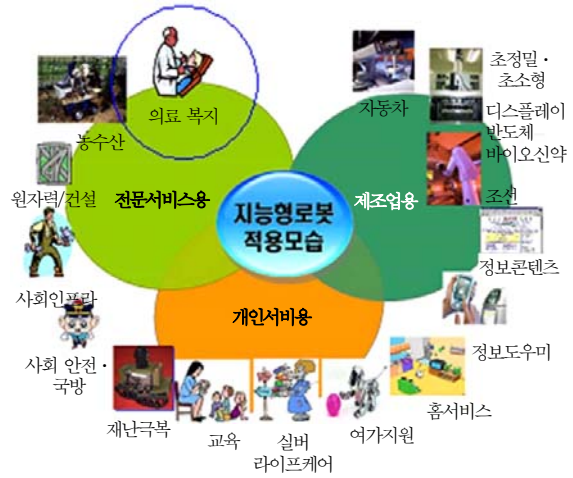 의료 복지
농수산
원자력/건설
사회인프라
사회 안전·
국방
재난극복
교육
실버
라이프케어
여가지원
홈서비스
정보도우미
정보콘텐츠
조선
바이오신약
반도체
디스플레이
초정밀·
초소형
자동차
전문서비스용
제조업용
개인서비용
지능형로봇
적용모습